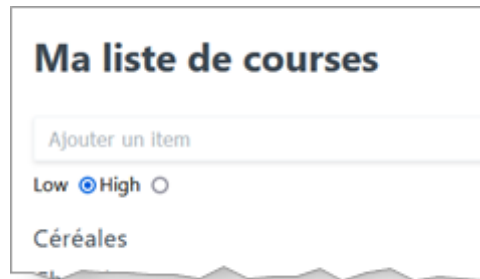 Ma liste de courses
Ajouter un item
Low High
Céréales